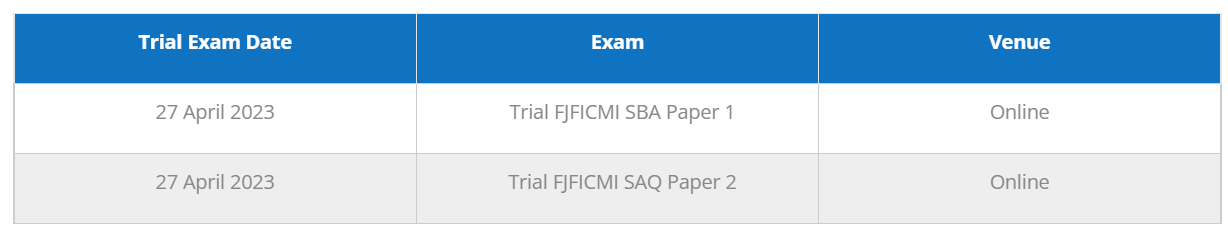 Trial Exam Date Exam Venue
27 April 2023 Trial FJFICMI SBA Paper 1 Online
27 April 2023 Trial FJFICMI SAQ Paper 2 Online